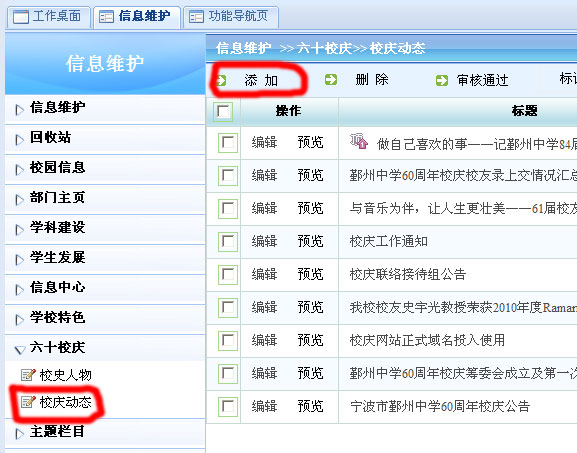 工作桌面 信息维护 功能导航页
信息维护
信息维护
回收站
校园信息
部门主页
学科建设
学生发展
信息中心
学校特色
六十校庆
校史人物
校庆动态
主题栏目
信息维护 >>六十校庆>>校庆动态
添 加 删 除 审核通过 标识
操作 标题
编辑 预览 做自己喜欢的事一一记鄞州中学84届
编辑 预览 鄞州中学60周年校庆校友录上交情况汇总
编辑 预览 与音乐为伴，让人生更壮美一一61届校友
编辑 预览 校庆工作通知
编辑 预览 校庆联络接待组公告
编辑 预览 我校校友史宇光教授荣获2010年度Raman
编辑 预览 校庆网站正式域名投入使用
编辑 预览 鄞州中学60周年校庆筹委会成立及第一次
编辑 预览 宁波市鄞州中学60周年校庆公告